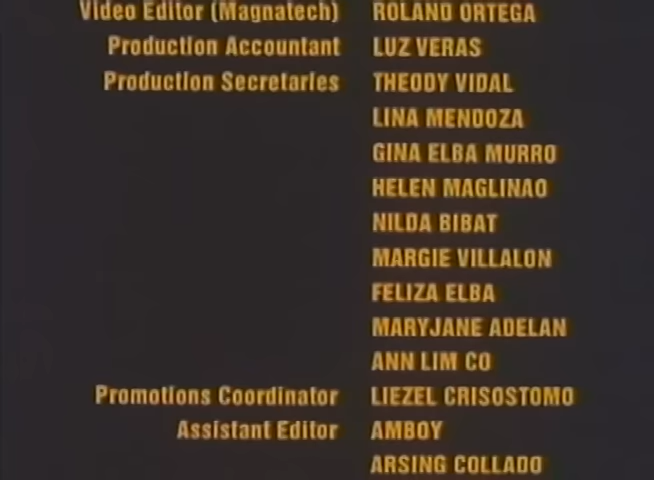 Video Editor (Magnatech) ROLAND ORTEGA
Production Accountant LUZ VERAS
Production Secretaries THEODY VIDAL
LINA MENDOZA
GINA ELBA MURRO
HELEN MAGLINAO
NILDA BIBAT
MARGIE VILLALON
FELIZA ELBA
MARYJANE ADELAN
ANN LIM CO
Promotions Coordinator LIEZEL CRISOSTOMO
Assistant Editor AMBOY
ARSING COLLADO